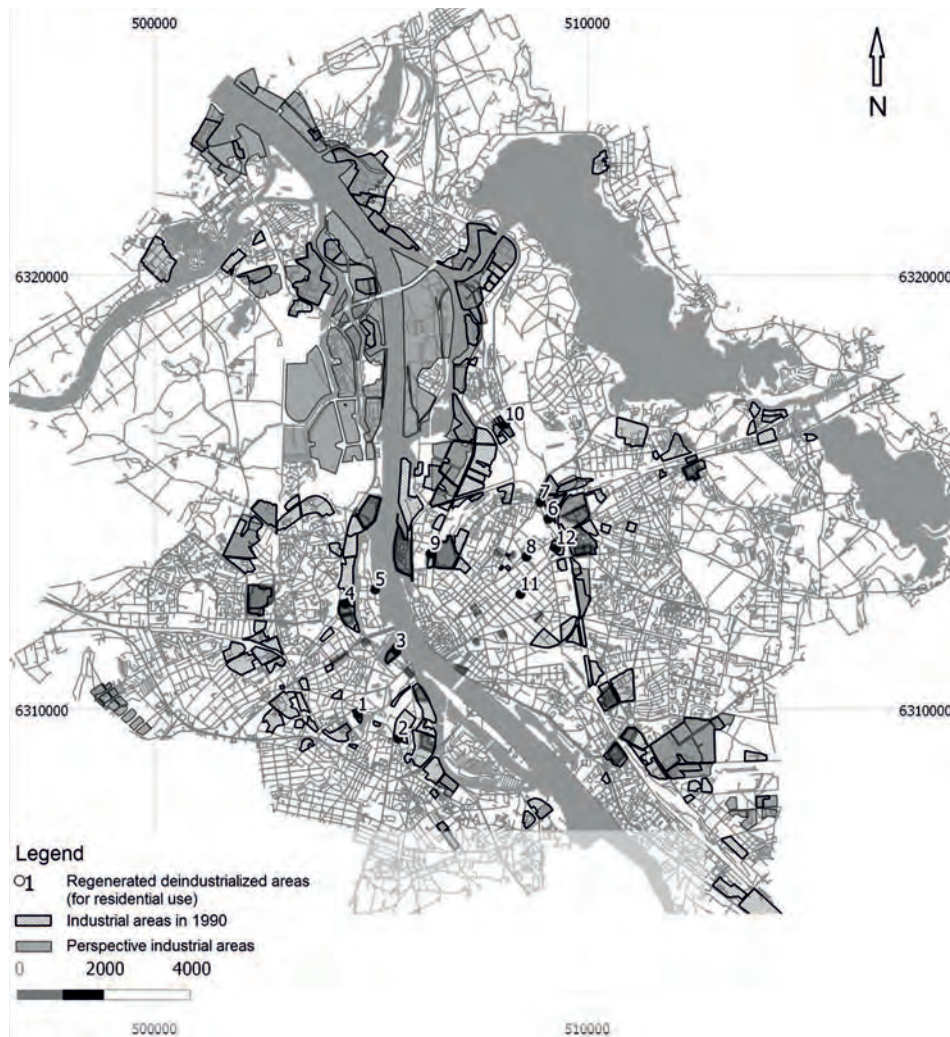 500000 510000
N
6320000 6320000
10
7
6
12
9
8
5
11
4
3
6310000 6310000
1
2
Legend
1 Regenerated deindustrialized areas
(for residential use)
Industrial areas in 1990
Perspective industrial areas
0 2000 4000
500000 510000